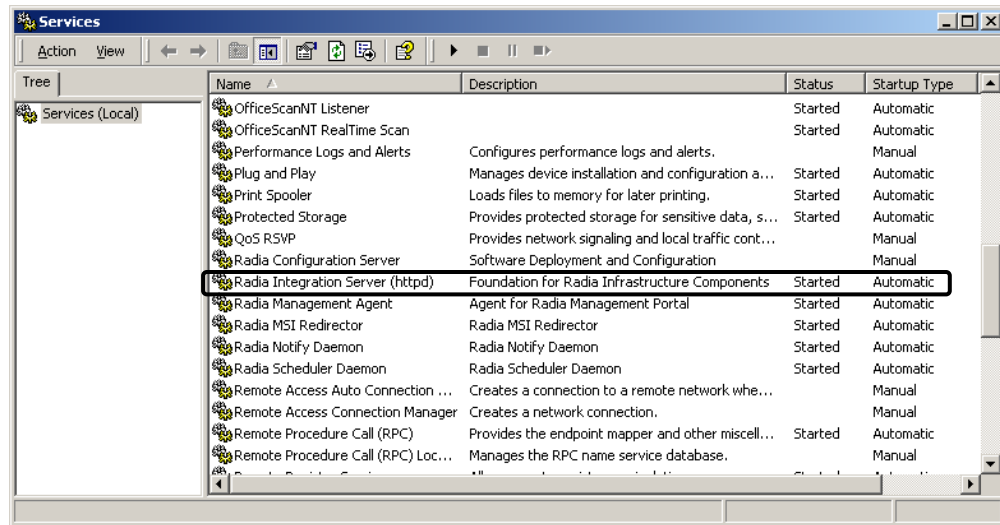 Services
Action View
Tree
Name Description Status Startup Type
Services (Local)
OfficeScanNT Listener Started Automatic
OfficeScanNT RealTime Scan Started Automatic
Performance Logs and Alerts Configures performance logs and alerts. Manual
Plug and Play Manages device installation and configuration a... Started Automatic
Print Spooler Loads files to memory for later printing. Started Automatic
Protected Storage Provides protected storage for sensitive data, s... Started Automatic
QoS RSVP Provides network signaling and local traffic cont... Manual
Radia Configuration Server Software Deployment and Configuration Manual
Radia Integration Server (httpd) Foundation for Radia Infrastructure Components Started Automatic
Radia Management Agent Agent for Radia Management Portal Started Automatic
Radia MSI Redirector Radia MSI Redirector Started Automatic
Radia Notify Daemon Radia Notify Daemon Started Automatic
Radia Scheduler Daemon Radia Scheduler Daemon Started Automatic
Remote Access Auto Connection ... Creates a connection to a remote network whe... Manual
Remote Access Connection Manager Creates a network connection. Manual
Remote Procedure Call (RPC) Provides the endpoint mapper and other miscell... Started Automatic
Remote Procedure Call (RPC) Loc... Manages the RPC name service database. Manual